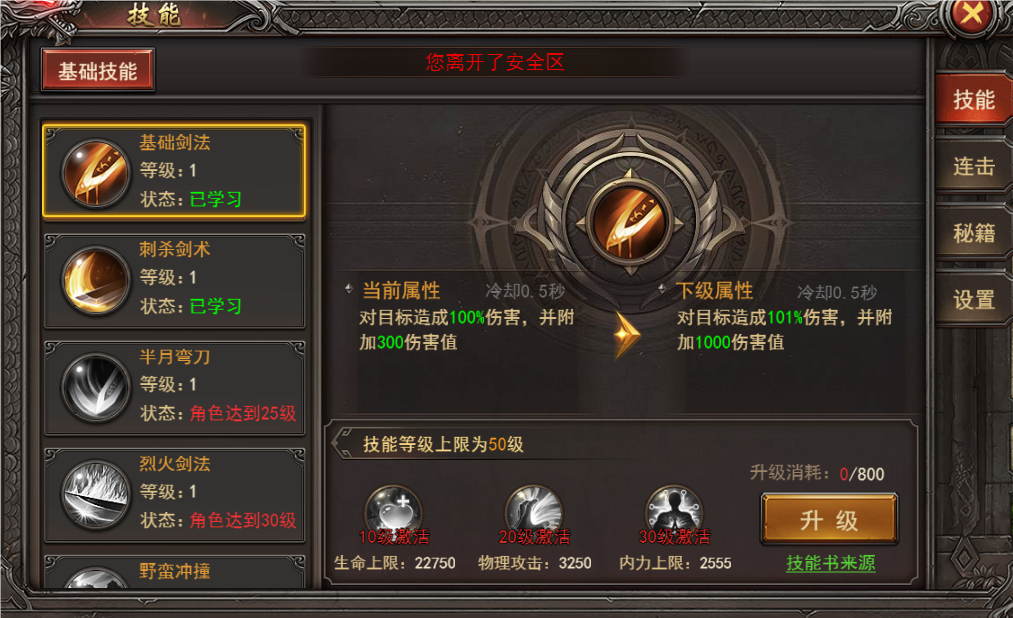 技能
基础技能
您离开了安全区
技能
连击
秘籍
设置
基础剑法
等级：1
状态：已学习
刺杀剑术
等级：1
状态：已学习
半月弯刀
等级：1
状态：角色达到25级
烈火剑法
等级：1
状态：角色达到30级
野蛮冲撞
当前属性 冷却0.5秒
对目标造成100%伤害，并附
加300伤害值
下级属性 冷却0.5秒
对目标造成101%伤害，并附
加1000伤害值
技能等级上限为50级
10级激活
20级激活
30级激活
生命上限：22750
物理攻击：3250
内力上限：2555
升级消耗：0/800
升级
技能书来源